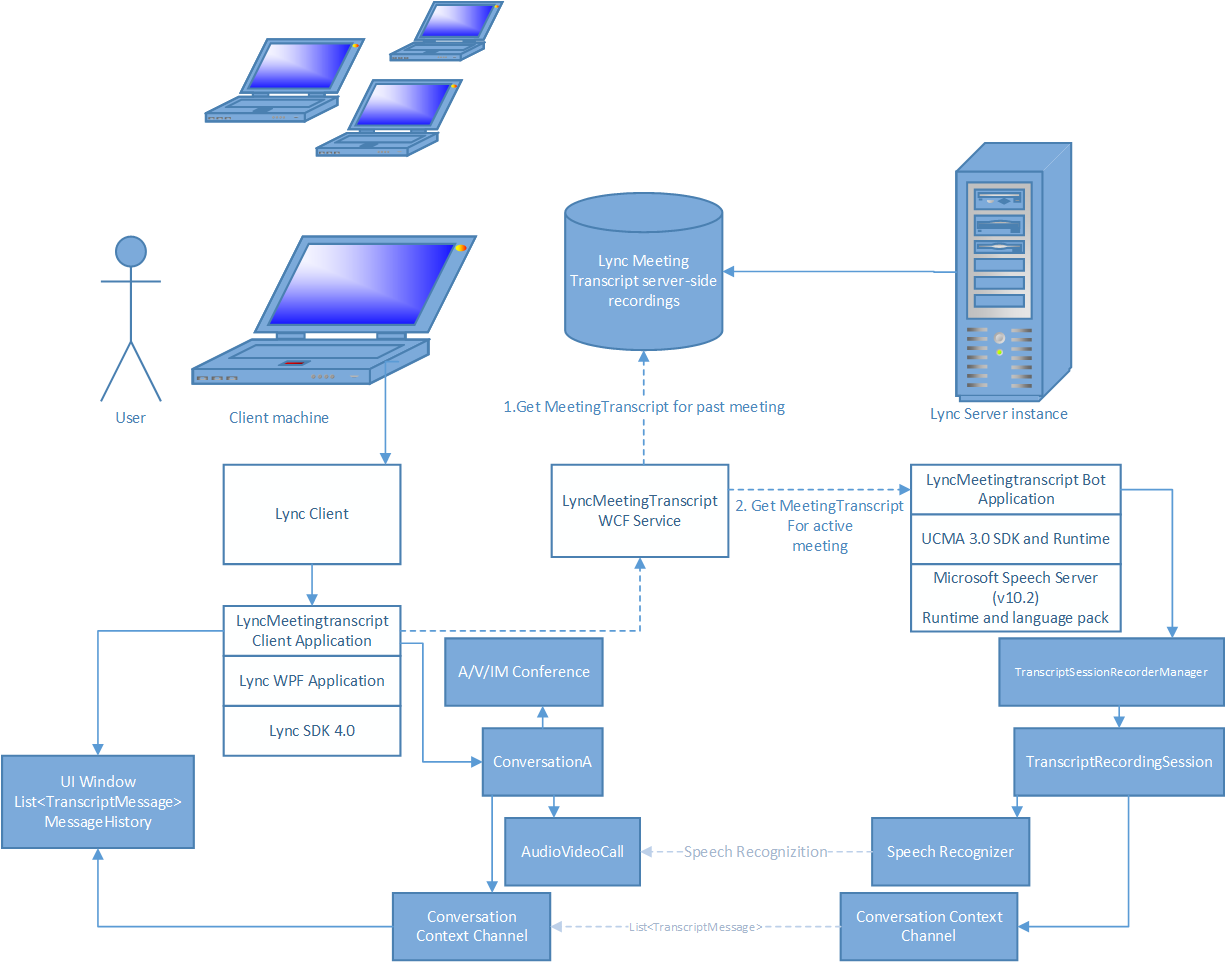 Lync Meeting
Transcript server-side
recordings
User
Client machine
1.Get MeetingTranscript for past meeting
Lync Server instance
Lync Client
LyncMeetingTranscript
WCF Service
2. Get MeetingTranscript
For active
meeting
LyncMeetingtranscript Bot
Application
UCMA 3.0 SDK and Runtime
Microsoft Speech Server
(v10.2)
Runtime and language pack
LyncMeetingtranscript
Client Application
Lync WPF Application
Lync SDK 4.0
A/V/IM Conference
TranscriptSessionRecorderManager
ConversationA
TranscriptRecordingSession
UI Window
List<TranscriptMessage>
MessageHistory
AudioVideoCall
Speech Recognizition
Speech Recognizer
Conversation
Context Channel
List<TranscriptMessage>
Conversation Context
Channel